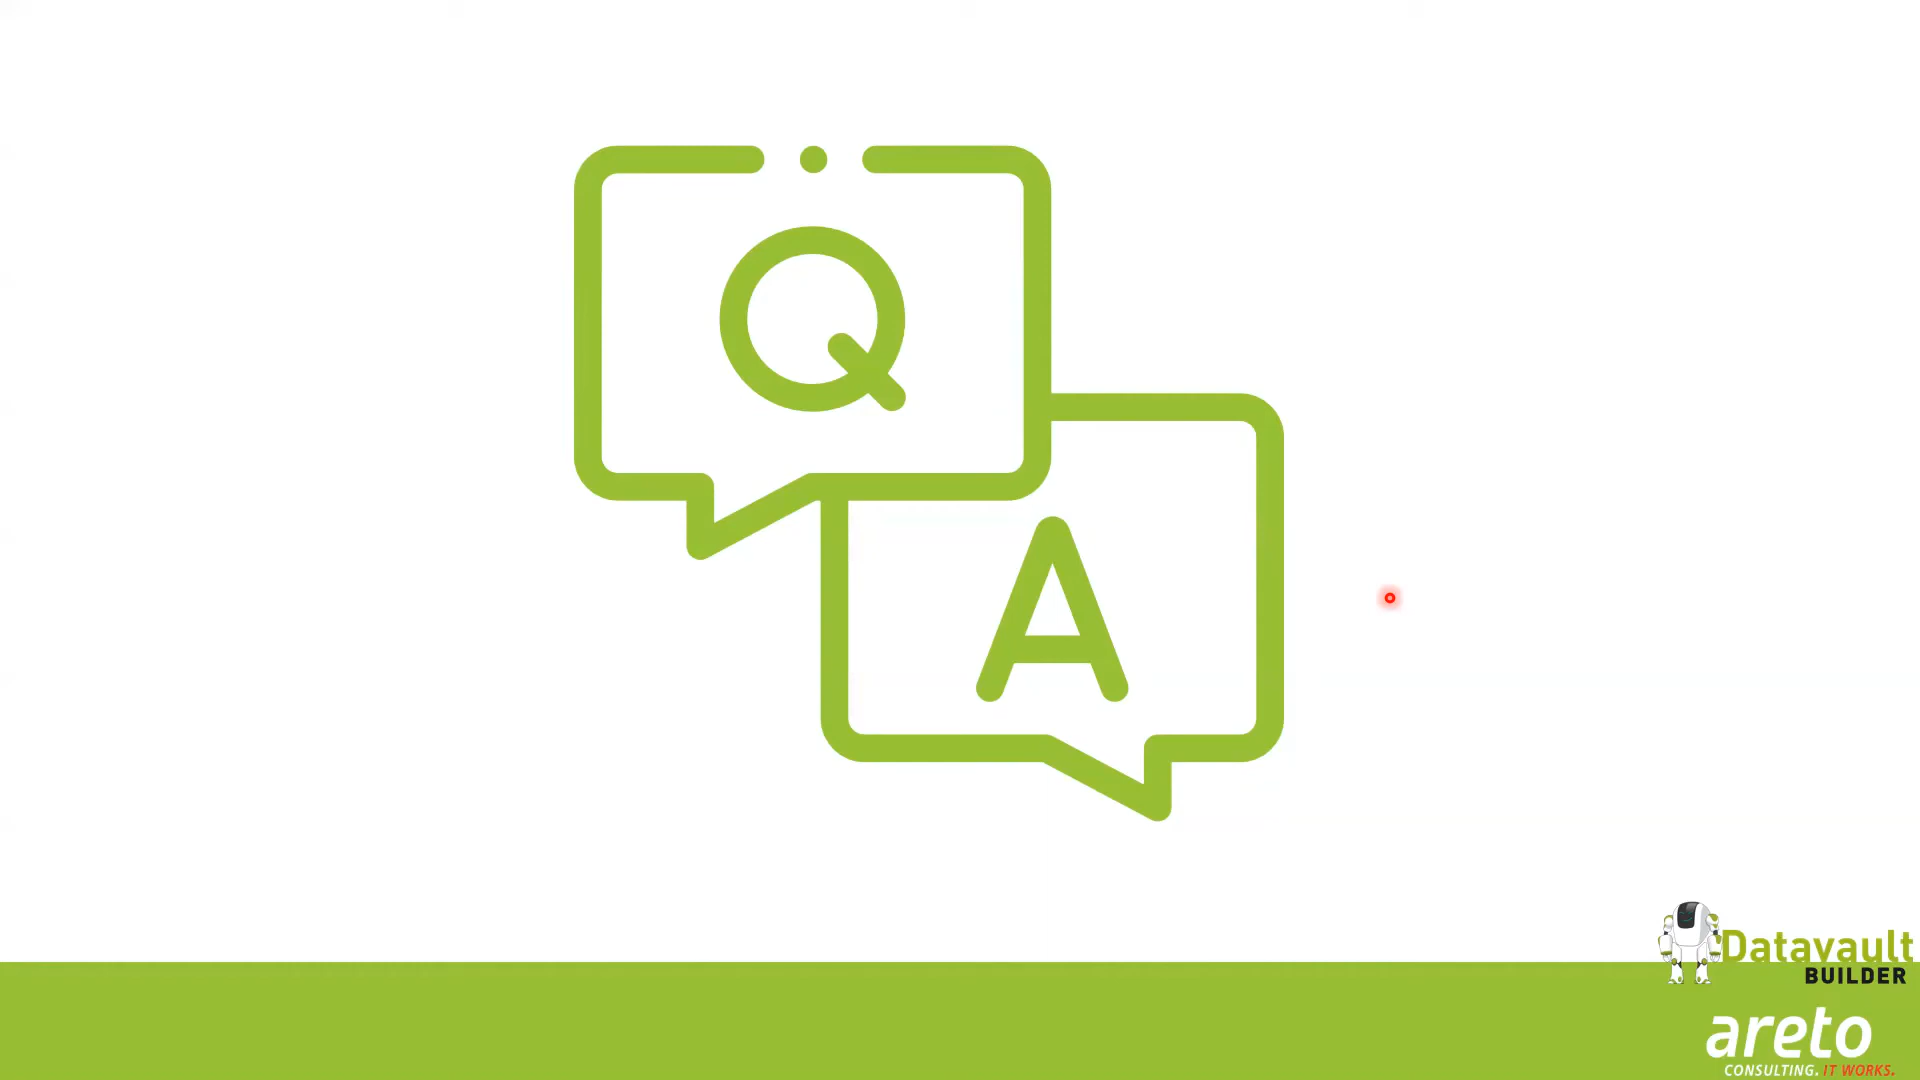 Q
A
Datavault
BUILDER
areto
CONSULTING. IT WORKS.